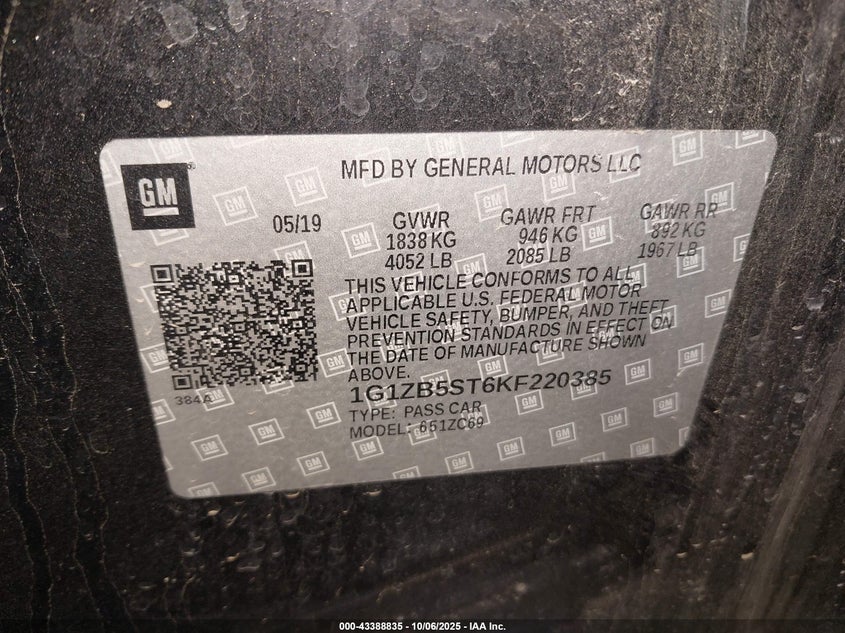 GM
MFD BY GENERAL MOTORS LLC
05/19
GVWR
1838 KG
4052 LB
GAWR FRT
946 KG
2085 LB
GAWR RR
892 KG
1967 LB
THIS VEHICLE CONFORMS TO ALL
APPLICABLE U.S. FEDERAL MOTOR
VEHICLE SAFETY, BUMPER, AND THEFT
PREVENTION STANDARDS IN EFFECT ON
THE DATE OF MANUFACTURE SHOWN
ABOVE.
384A
1G1ZB5ST6KF220385
TYPE: PASS CAR
MODEL: 651ZC69
000-43388835 - 10/06/2025 - IAA Inc.